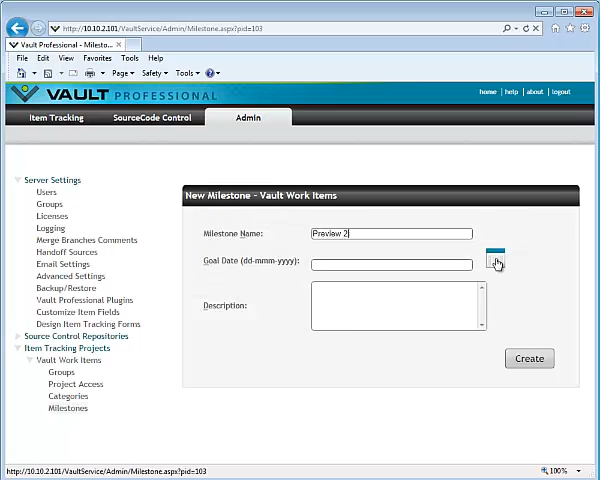 http://10.10.2.101/VaultService/Admin/Milestone.aspx?pid=103
Vault Professional - Milesto...
File Edit View Favorites Tools Help
Page Safety Tools
VAULT PROFESSIONAL
home | help | about | logout
Item Tracking SourceCode Control Admin
Server Settings
Users
Groups
Licenses
Logging
Merge Branches Comments
Handoff Sources
Email Settings
Advanced Settings
Backup/Restore
Vault Professional Plugins
Customize Item Fields
Design Item Tracking Forms
Source Control Repositories
Item Tracking Projects
Vault Work Items
Groups
Project Access
Categories
Milestones
New Milestone - Vault Work Items
Milestone Name: Preview 2
Goal Date (dd-mmm-yyyy):
Description:
Create
http://10.10.2.101/VaultService/Admin/Milestone.aspx?pid=103
100%